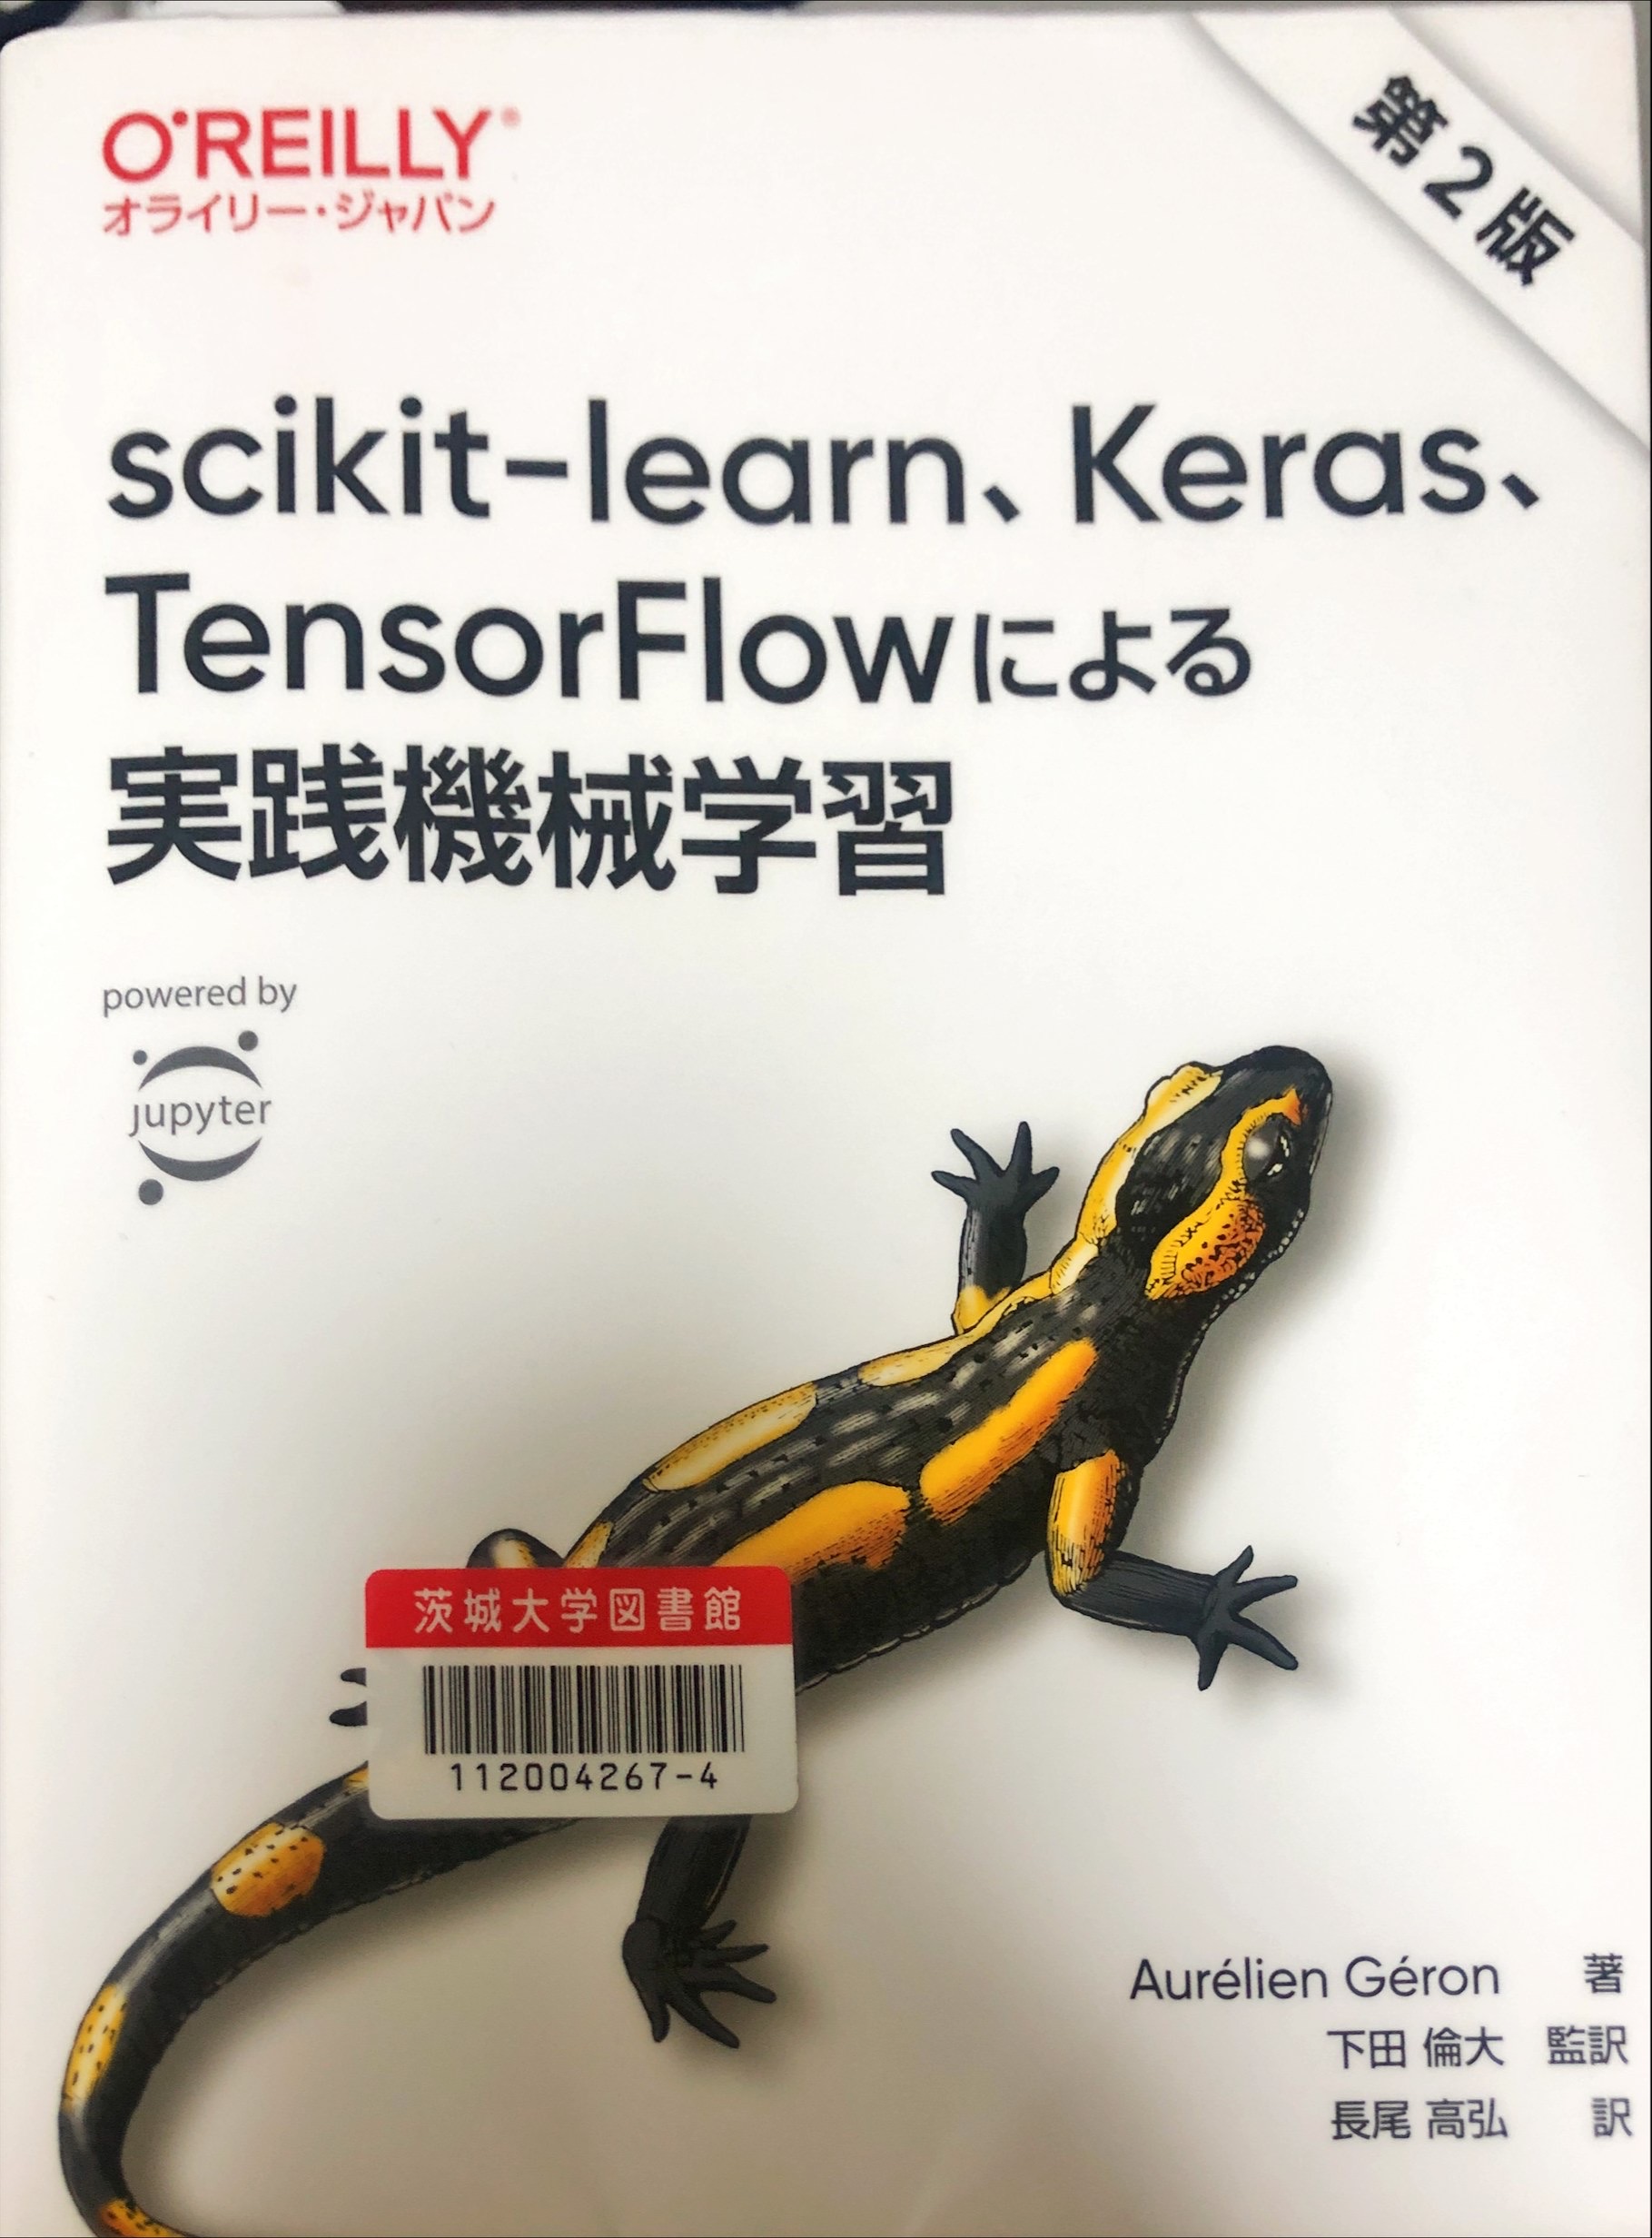 O'REILLY®
オライリー・ジャパン
第2版
scikit-learn、Keras、
TensorFlowによる
実践機械学習
powered by
jupyter
茨城大学図書館
112004267-4
Aurélien Géron 著
下田 倫大 監訳
長尾 高弘 訳